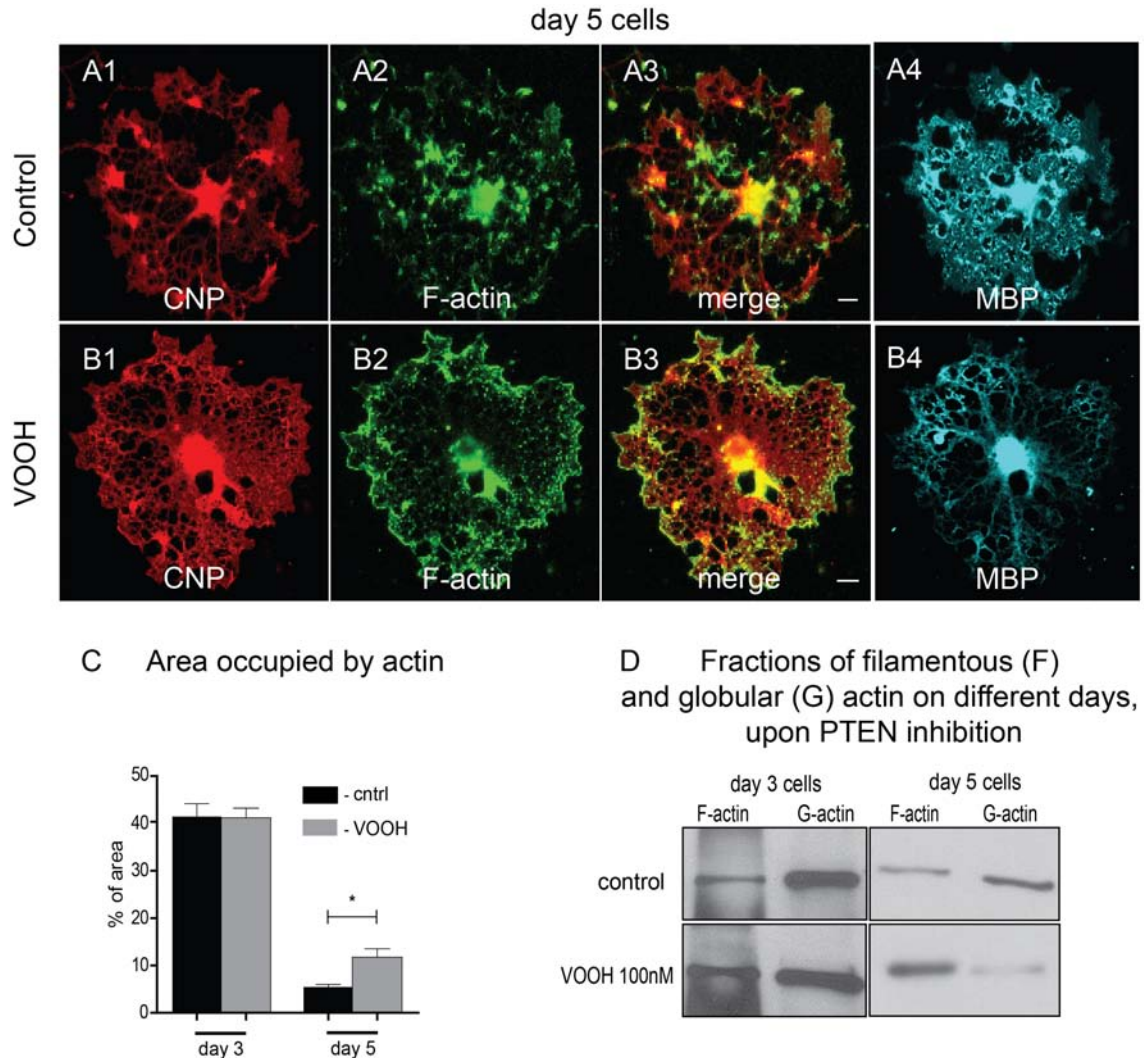 day 5 cells
Control
A1
CNP
A2
F-actin
A3
merge
A4
MBP
VOOH
B1
CNP
B2
F-actin
B3
merge
B4
MBP
C Area occupied by actin
% of area
50
40
30
20
10
0
- cntrl
- VOOH
*
day 3
day 5
D Fractions of filamentous (F)
and globular (G) actin on different days,
upon PTEN inhibition
day 3 cells
day 5 cells
F-actin
G-actin
F-actin
G-actin
control
VOOH 100nM